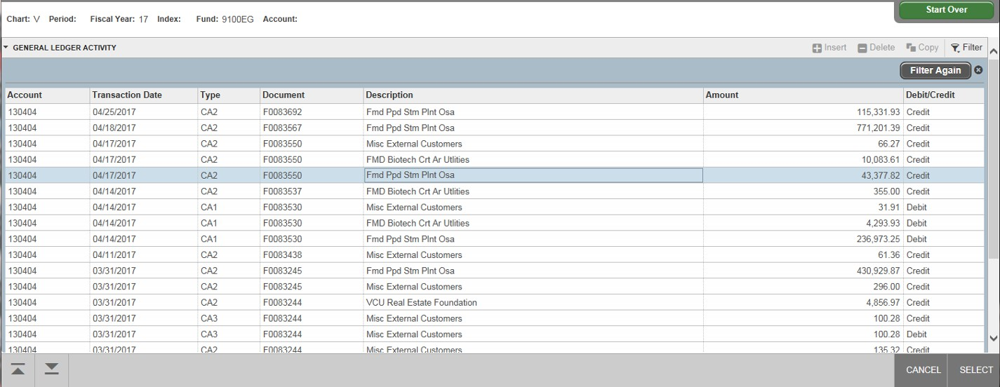 Start Over
Chart: V Period: Fiscal Year: 17 Index: Fund: 9100EG Account:
GENERAL LEDGER ACTIVITY Insert Delete Copy Filter
Filter Again
Account Transaction Date Type Document Description Amount Debit/Credit
130404 04/25/2017 CA2 F0083692 Fmd Ppd Stm Plnt Osa 115,331.93 Credit
130404 04/18/2017 CA2 F0083567 Fmd Ppd Stm Plnt Osa 771,201.39 Credit
130404 04/17/2017 CA2 F0083550 Misc External Customers 66.27 Credit
130404 04/17/2017 CA2 F0083550 FMD Biotech Crt Ar Utlities 10,083.61 Credit
130404 04/17/2017 CA2 F0083550 Fmd Ppd Stm Plnt Osa 43,377.82 Credit
130404 04/14/2017 CA2 F0083537 FMD Biotech Crt Ar Utlities 355.00 Credit
130404 04/14/2017 CA1 F0083530 Misc External Customers 31.91 Debit
130404 04/14/2017 CA1 F0083530 FMD Biotech Crt Ar Utlities 4,293.93 Debit
130404 04/14/2017 CA1 F0083530 Fmd Ppd Stm Plnt Osa 236,973.25 Debit
130404 04/11/2017 CA2 F0083438 Misc External Customers 61.36 Credit
130404 03/31/2017 CA2 F0083245 Fmd Ppd Stm Plnt Osa 430,929.87 Credit
130404 03/31/2017 CA2 F0083245 Misc External Customers 296.00 Credit
130404 03/31/2017 CA2 F0083244 VCU Real Estate Foundation 4,856.97 Credit
130404 03/31/2017 CA3 F0083244 Misc External Customers 100.28 Credit
130404 03/31/2017 CA3 F0083244 Misc External Customers 100.28 Debit
130404 03/31/2017 CA2 F0083244 Misc External Customers 135.32 Credit
CANCEL SELECT